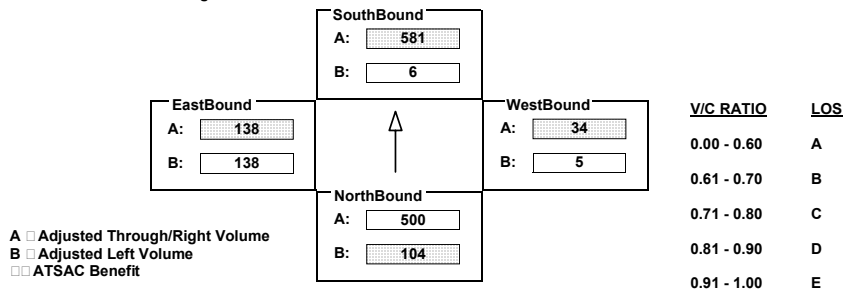 SouthBound
A: 581
B: 6
EastBound
A: 138
B: 138
WestBound
A: 34
B: 5
NorthBound
A: 500
B: 104
A □ Adjusted Through/Right Volume
B □ Adjusted Left Volume
□□ ATSAC Benefit
V/C RATIO LOS
0.00 - 0.60 A
0.61 - 0.70 B
0.71 - 0.80 C
0.81 - 0.90 D
0.91 - 1.00 E